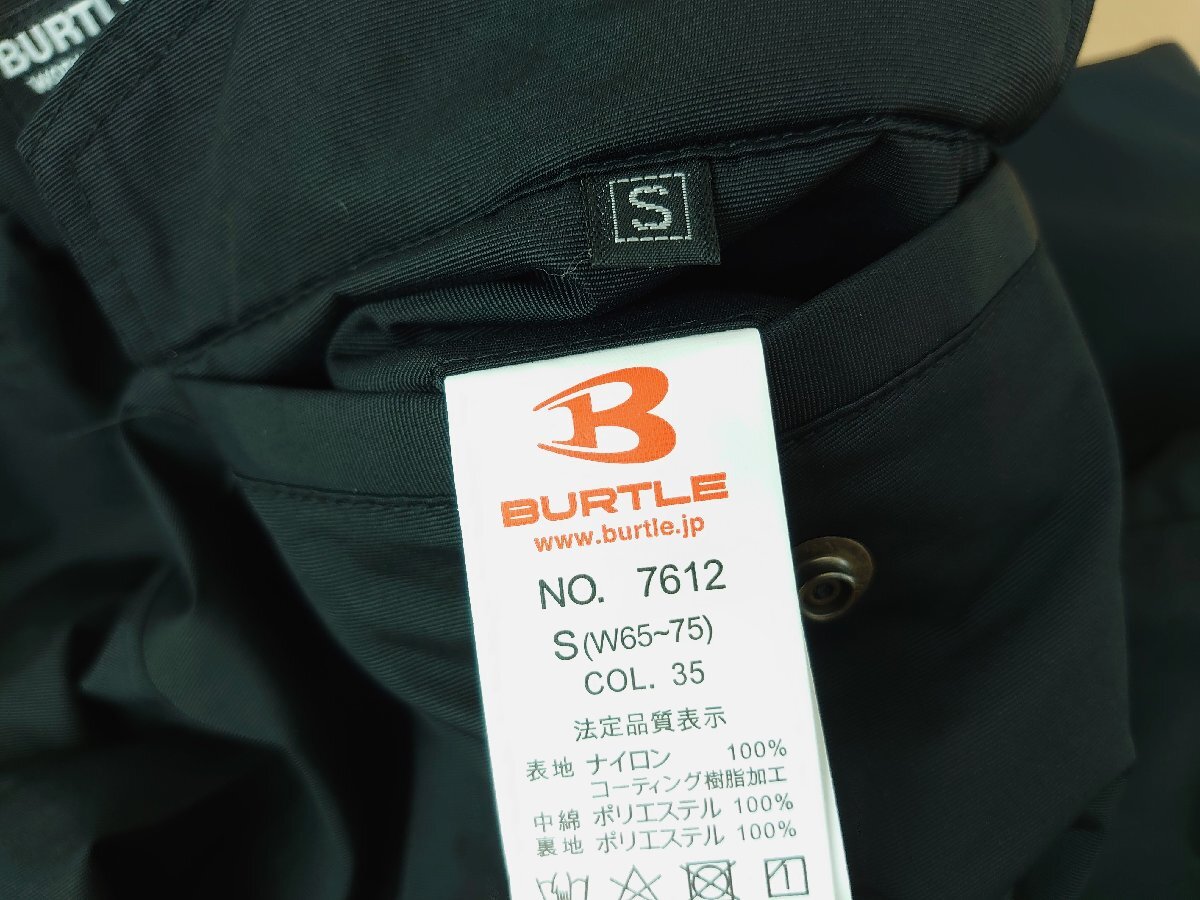 S
BURTLE
www.burtle.jp
NO. 7612
S(W65~75)
COL. 35
法定品質表示
表地 ナイロン 100%
コーティング樹脂加工
中綿 ポリエステル 100%
裏地 ポリエステル 100%